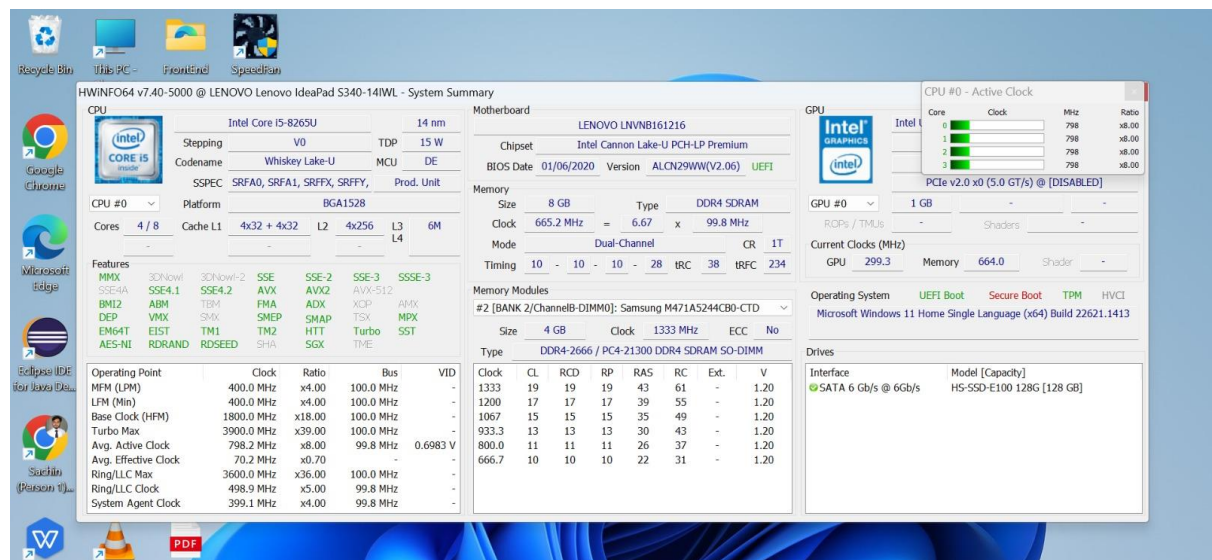 Recycle Bin
This PC -
FrontEnd
SpeedFan
Google Chrome
Microsoft Edge
Eclipse IDE for Java De...
Sachin (Person 1)...
PDF
HWiNFO64 v7.40-5000 @ LENOVO Lenovo IdeaPad S340-14IWL - System Summary
CPU
intel CORE i5 inside
Intel Core i5-8265U 14 nm
Stepping V0 TDP 15 W
Codename Whiskey Lake-U MCU DE
SSPEC SRFA0, SRFA1, SRFFX, SRFFY, Prod. Unit
CPU #0 Platform BGA1528
Cores 4 / 8 Cache L1 4x32 + 4x32 L2 4x256 L3 6M
- - L4
Features
MMX 3DNow! 3DNow!-2 SSE SSE-2 SSE-3 SSSE-3
SSE4A SSE4.1 SSE4.2 AVX AVX2 AVX-512
BMI2 ABM TBM FMA ADX XOP AMX
DEP VMX SMX SMEP SMAP TSX MPX
EM64T EIST TM1 TM2 HTT Turbo SST
AES-NI RDRAND RDSEED SHA SGX TME
Operating Point Clock Ratio Bus VID
MFM (LPM) 400.0 MHz x4.00 100.0 MHz -
LFM (Min) 400.0 MHz x4.00 100.0 MHz -
Base Clock (HFM) 1800.0 MHz x18.00 100.0 MHz -
Turbo Max 3900.0 MHz x39.00 100.0 MHz -
Avg. Active Clock 798.2 MHz x8.00 99.8 MHz 0.6983 V
Avg. Effective Clock 70.2 MHz x0.70 - -
Ring/LLC Max 3600.0 MHz x36.00 100.0 MHz -
Ring/LLC Clock 498.9 MHz x5.00 99.8 MHz -
System Agent Clock 399.1 MHz x4.00 99.8 MHz -
Motherboard
LENOVO LNVNB161216
Chipset Intel Cannon Lake-U PCH-LP Premium
BIOS Date 01/06/2020 Version ALCN29WW(V2.06) UEFI
Memory
Size 8 GB Type DDR4 SDRAM
Clock 665.2 MHz = 6.67 x 99.8 MHz
Mode Dual-Channel CR 1T
Timing 10 - 10 - 10 - 28 tRC 38 tRFC 234
Memory Modules
#2 [BANK 2/ChannelB-DIMM0]: Samsung M471A5244CB0-CTD
Size 4 GB Clock 1333 MHz ECC No
Type DDR4-2666 / PC4-21300 DDR4 SDRAM SO-DIMM
Clock CL RCD RP RAS RC Ext. V
1333 19 19 19 43 61 - 1.20
1200 17 17 17 39 55 - 1.20
1067 15 15 15 35 49 - 1.20
933.3 13 13 13 30 43 - 1.20
800.0 11 11 11 26 37 - 1.20
666.7 10 10 10 22 31 - 1.20
GPU
Intel GRAPHICS intel
Intel
PCIe v2.0 x0 (5.0 GT/s) @ [DISABLED]
GPU #0 1 GB - -
ROPs / TMUs - Shaders -
Current Clocks (MHz)
GPU 299.3 Memory 664.0 Shader -
Operating System UEFI Boot Secure Boot TPM HVCI
Microsoft Windows 11 Home Single Language (x64) Build 22621.1413
Drives
Interface Model [Capacity]
SATA 6 Gb/s @ 6Gb/s HS-SSD-E100 128G [128 GB]
CPU #0 - Active Clock
Core Clock MHz Ratio
0 798 x8.00
1 798 x8.00
2 798 x8.00
3 798 x8.00